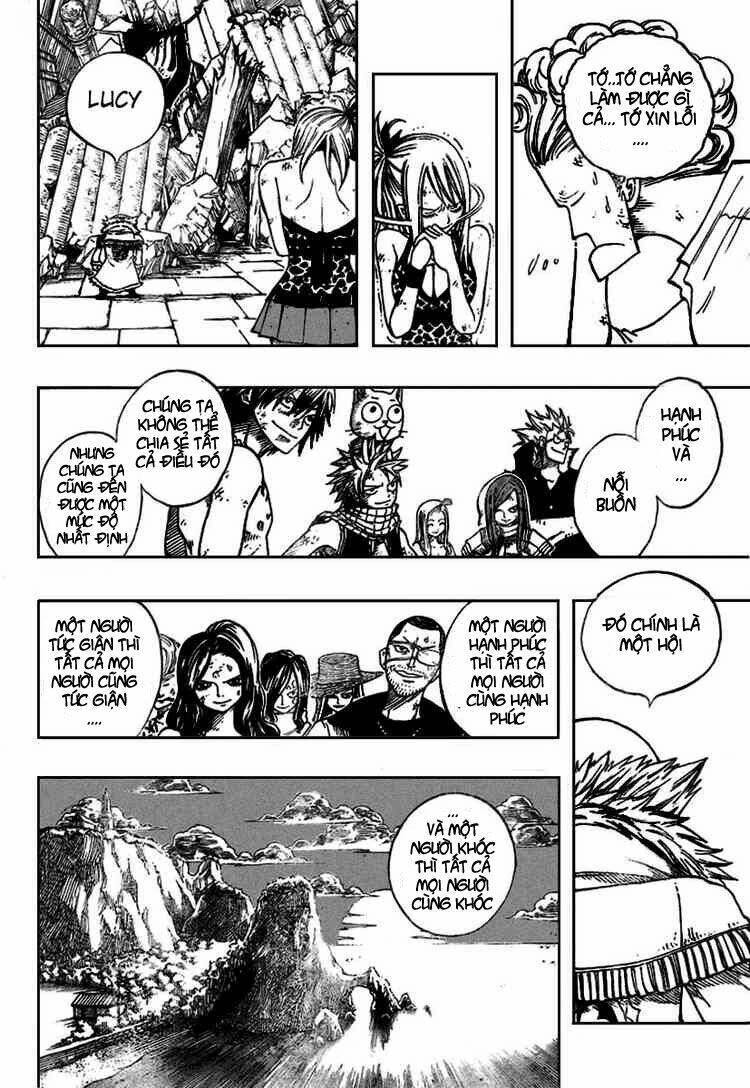 TỚ..TỚ CHẲNG
LÀM ĐƯỢC GÌ
CẢ... TỚ XIN LỖI
....
LUCY
HẠNH
PHÚC
VÀ
...
NỖI
BUỒN
CHÚNG TA
KHÔNG THỂ
CHIA SẺ TẤT
CẢ ĐIỀU ĐÓ
NHƯNG
CHÚNG TA
CŨNG ĐẾN
ĐƯỢC MỘT
MỨC ĐỘ
NHẤT ĐỊNH
ĐÓ CHÍNH LÀ
MỘT HỘI
MỘT NGƯỜI
HẠNH PHÚC
THÌ TẤT CẢ
MỌI NGƯỜI
CÙNG HẠNH
PHÚC
MỘT NGƯỜI
TỨC GIẬN THÌ
TẤT CẢ MỌI
NGƯỜI CŨNG
TỨC GIẬN
....
...
VÀ MỘT
NGƯỜI KHÓC
THÌ TẤT CẢ
MỌI NGƯỜI
CÙNG KHÓC